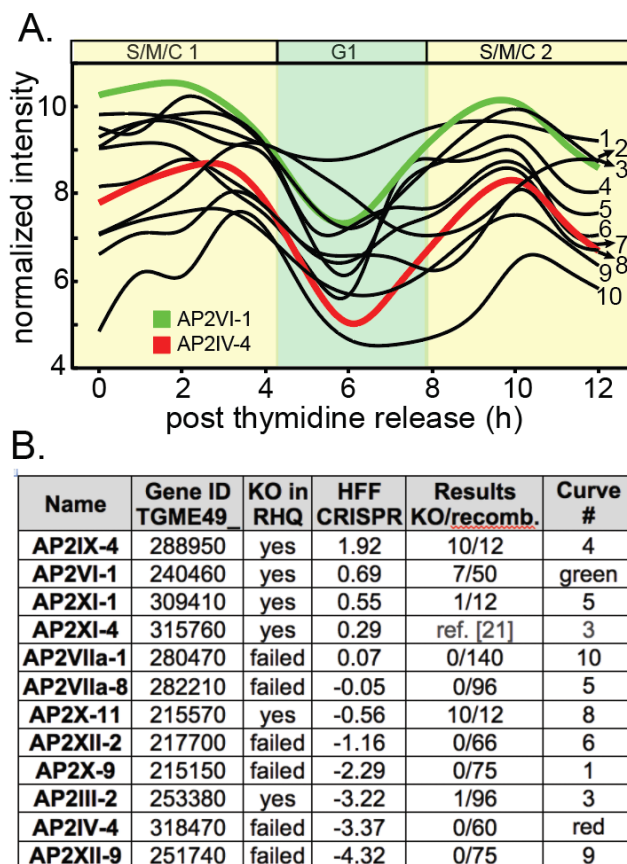 A.
S/M/C 1 G1 S/M/C 2
normalized intensity
10
8
6
4
AP2VI-1
AP2IV-4
1
2
3
4
5
6
7
8
9
10
0 2 4 6 8 10 12
post thymidine release (h)
B.
Name Gene ID TGME49_ KO in RHQ HFF CRISPR Results KO/recomb. Curve #
AP2IX-4 288950 yes 1.92 10/12 4
AP2VI-1 240460 yes 0.69 7/50 green
AP2XI-1 309410 yes 0.55 1/12 5
AP2XI-4 315760 yes 0.29 ref. [21] 3
AP2VIIa-1 280470 failed 0.07 0/140 10
AP2VIIa-8 282210 failed -0.05 0/96 5
AP2X-11 215570 yes -0.56 10/12 8
AP2XII-2 217700 failed -1.16 0/66 6
AP2X-9 215150 failed -2.29 0/75 1
AP2III-2 253380 yes -3.22 1/96 3
AP2IV-4 318470 failed -3.37 0/60 red
AP2XII-9 251740 failed -4.32 0/75 9